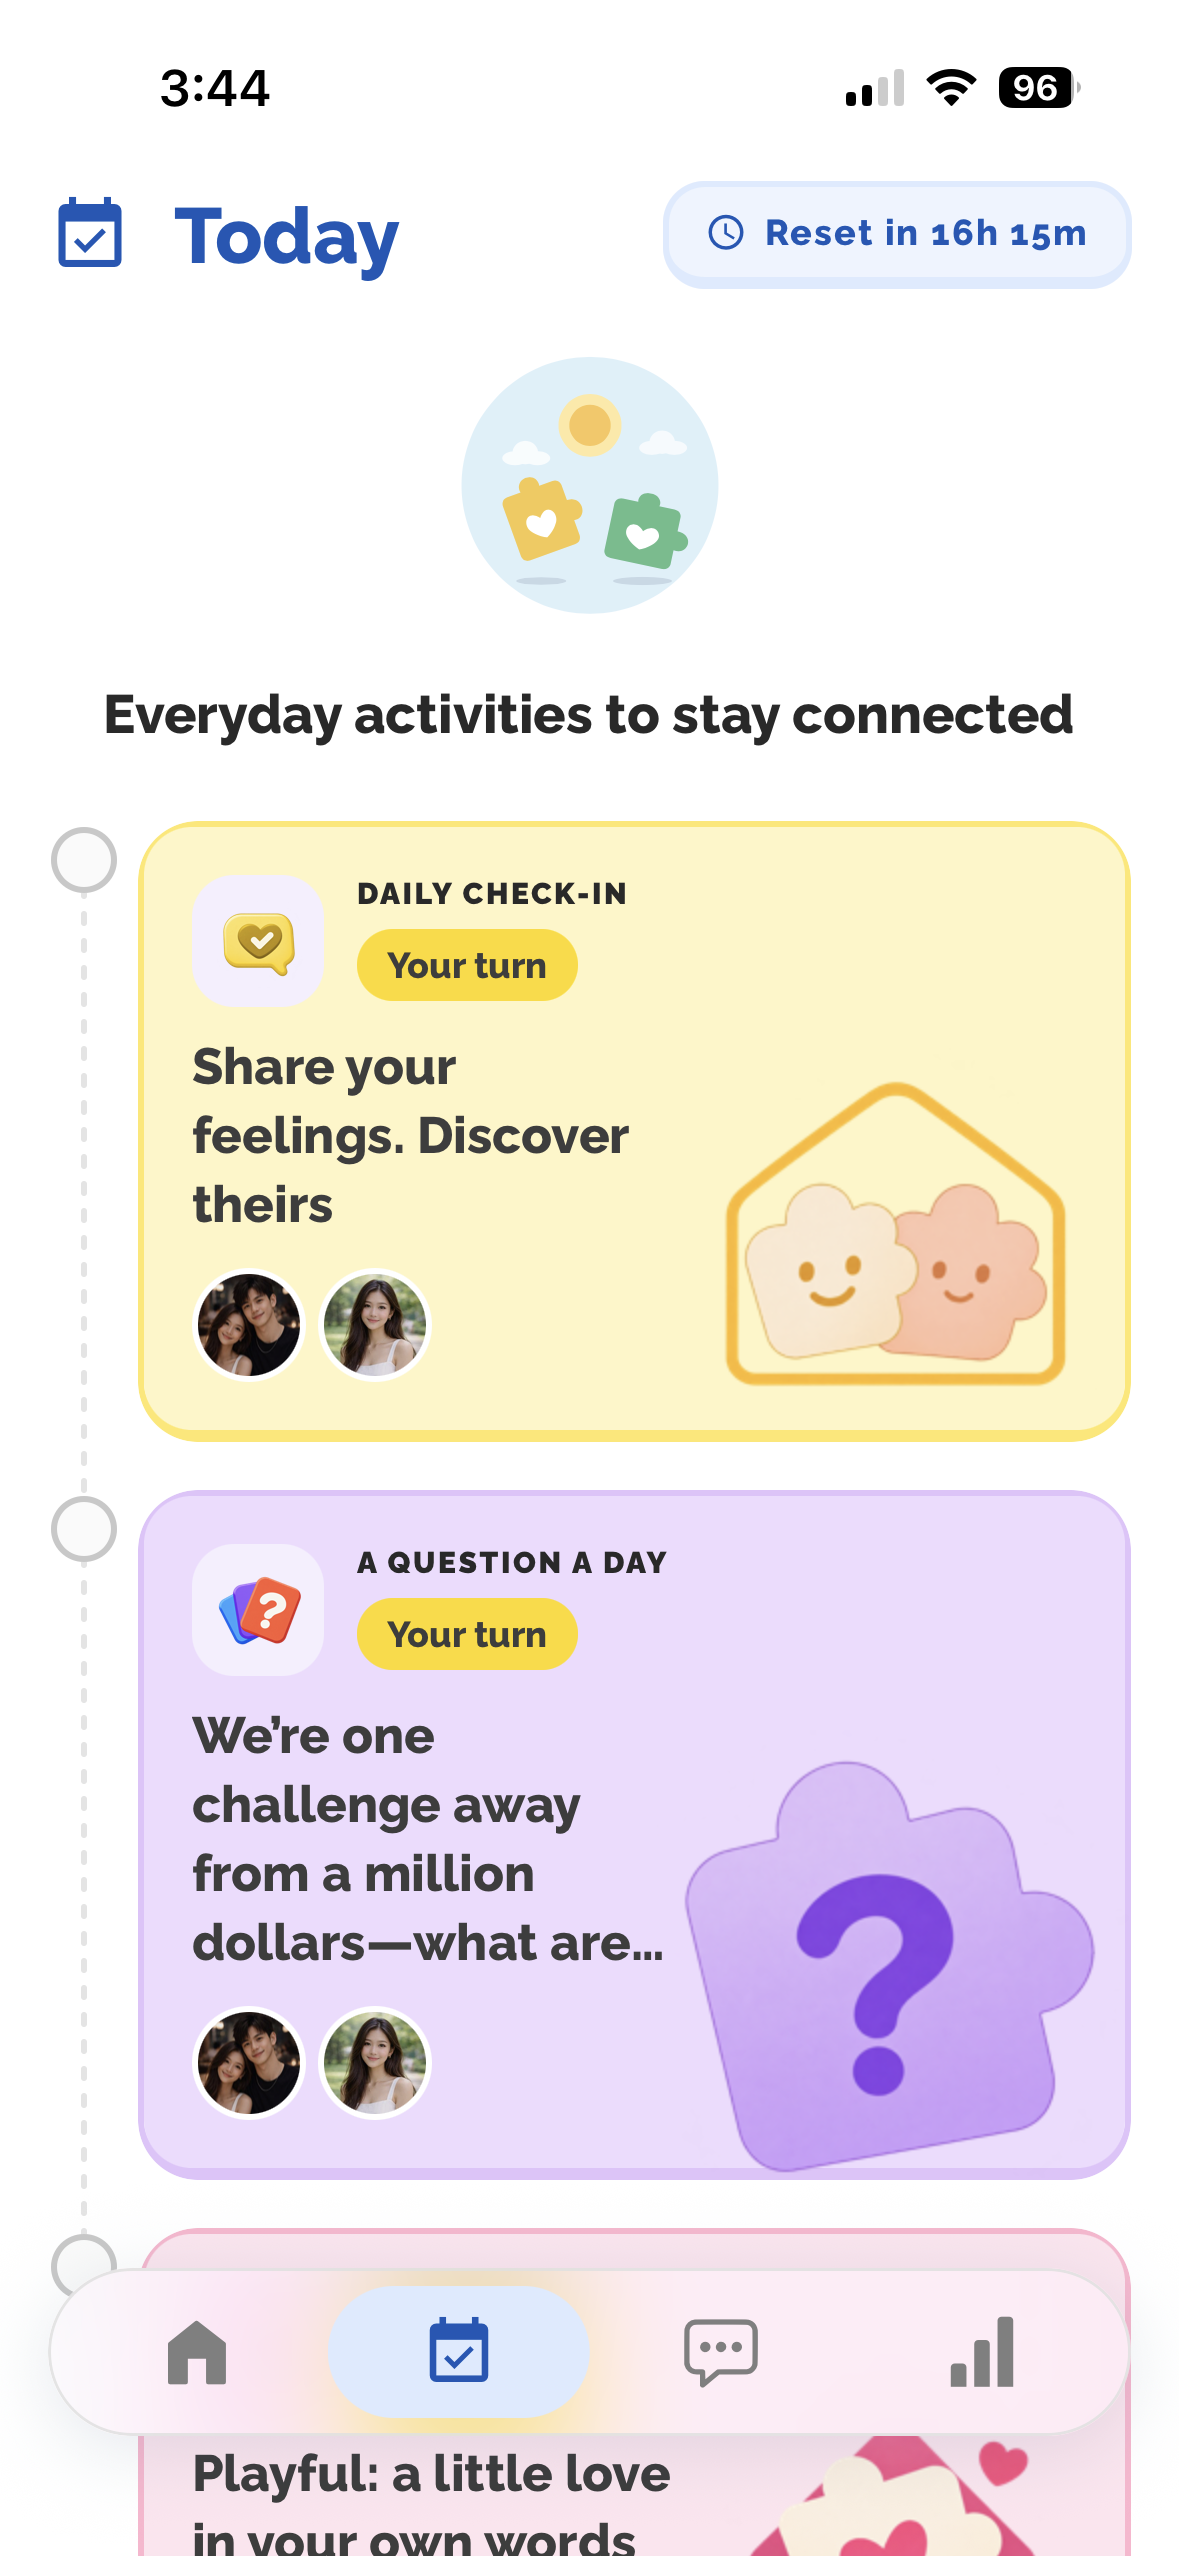 3:44
96
Today
Reset in 16h 15m
Everyday activities to stay connected
DAILY CHECK-IN
Your turn
Share your
feelings. Discover
theirs
A QUESTION A DAY
Your turn
?
We’re one
challenge away
from a million
dollars—what are...
?
Playful: a little love
in your own words